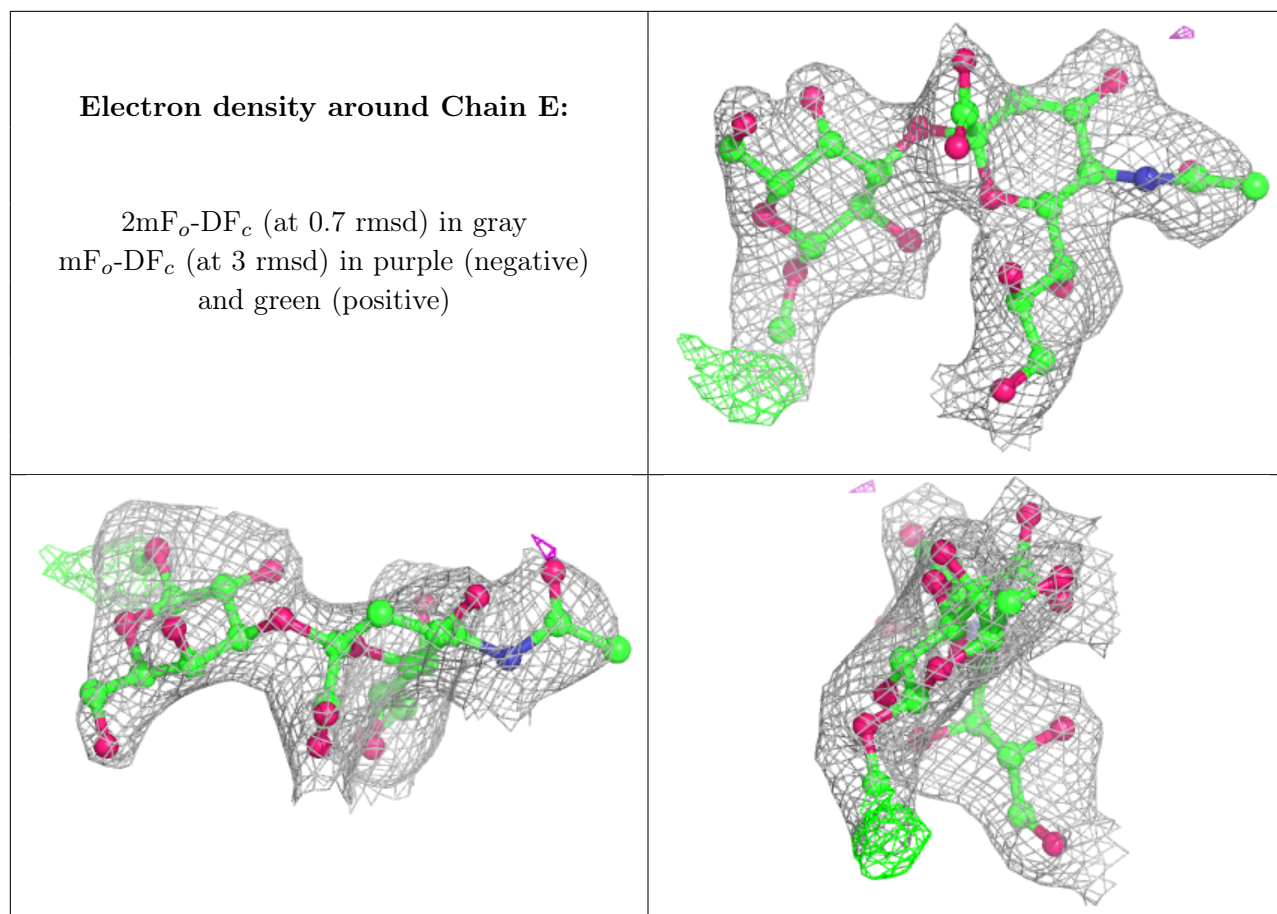 Electron density around Chain E:
2mFo-DFc (at 0.7 rmsd) in gray
mFo-DFc (at 3 rmsd) in purple (negative)
and green (positive)